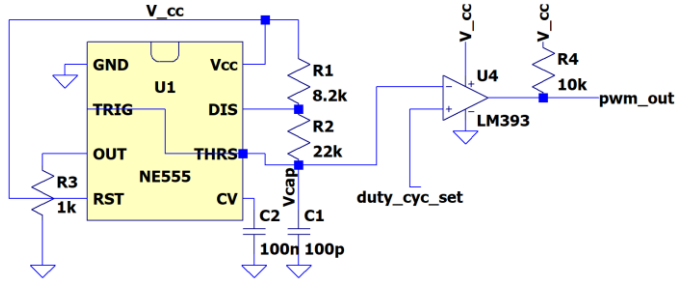 V_cc
V_cc
V_cc
GND
Vcc
U1
R1
8.2k
R4
10k
U4
TRIG
DIS
pwm_out
LM393
R2
22k
OUT
THRS
R3
1k
NE555
duty_cyc_set
RST
CV
Vcap
C2
100n
C1
100p